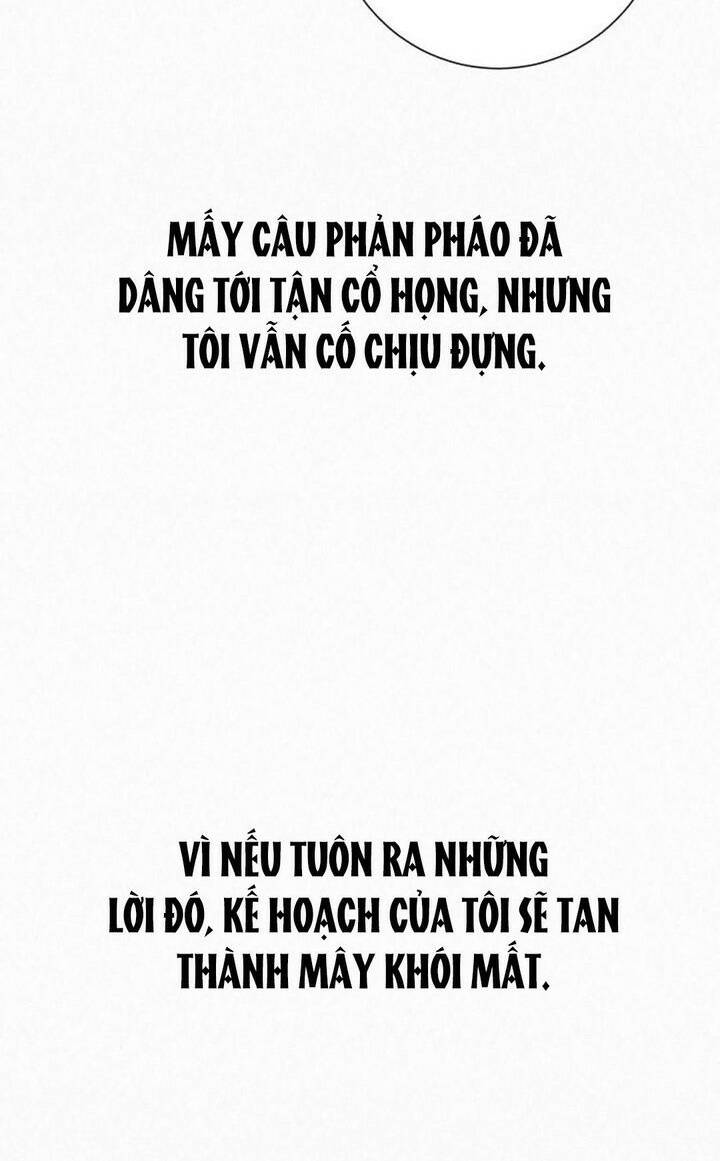 MẤY CÂU PHẢN PHÁO ĐÃ
DÂNG TỚI TẬN CỔ HỌNG, NHƯNG
TÔI VẪN CỐ CHỊU ĐỰNG.
VÌ NẾU TUÔN RA NHỮNG
LỜI ĐÓ, KẾ HOẠCH CỦA TÔI SẼ TAN
THÀNH MÂY KHÓI MẤT.